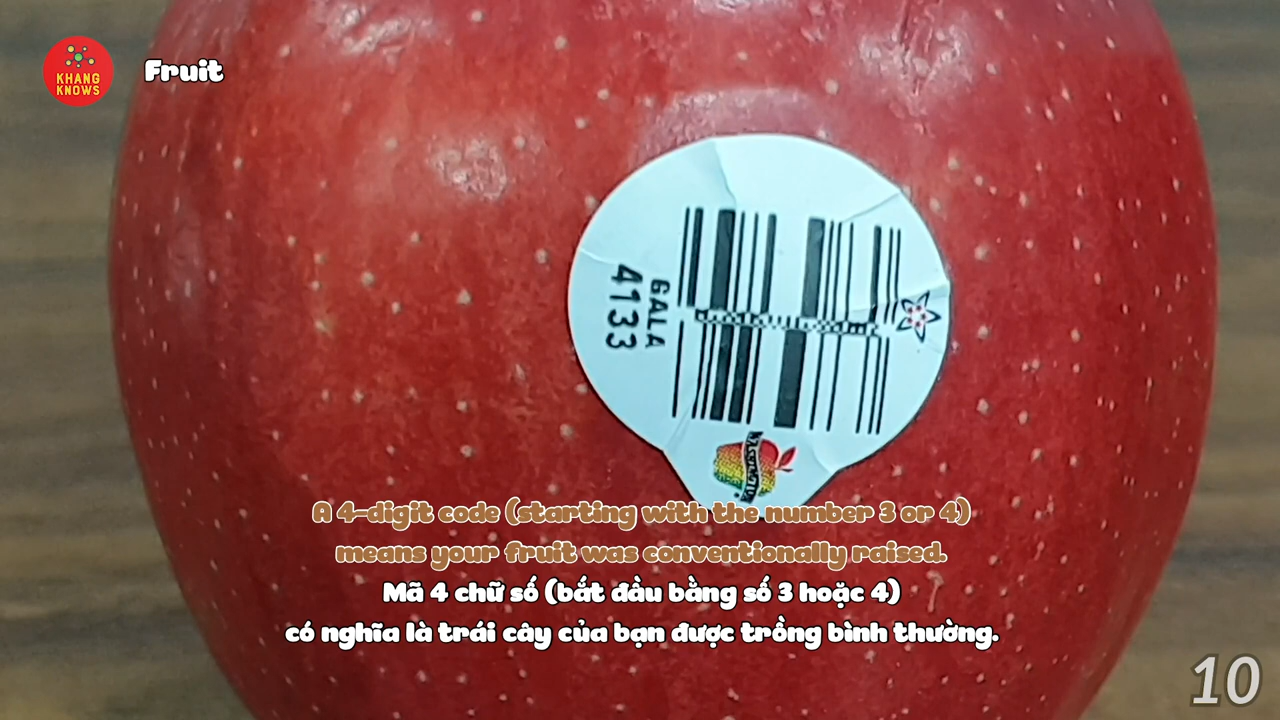 KHANG
KNOWS
Fruit
GALA
4133
A 4-digit code (starting with the number 3 or 4)
means your fruit was conventionally raised.
Mã 4 chữ số (bắt đầu bằng số 3 hoặc 4)
có nghĩa là trái cây của bạn được trồng bình thường.
10